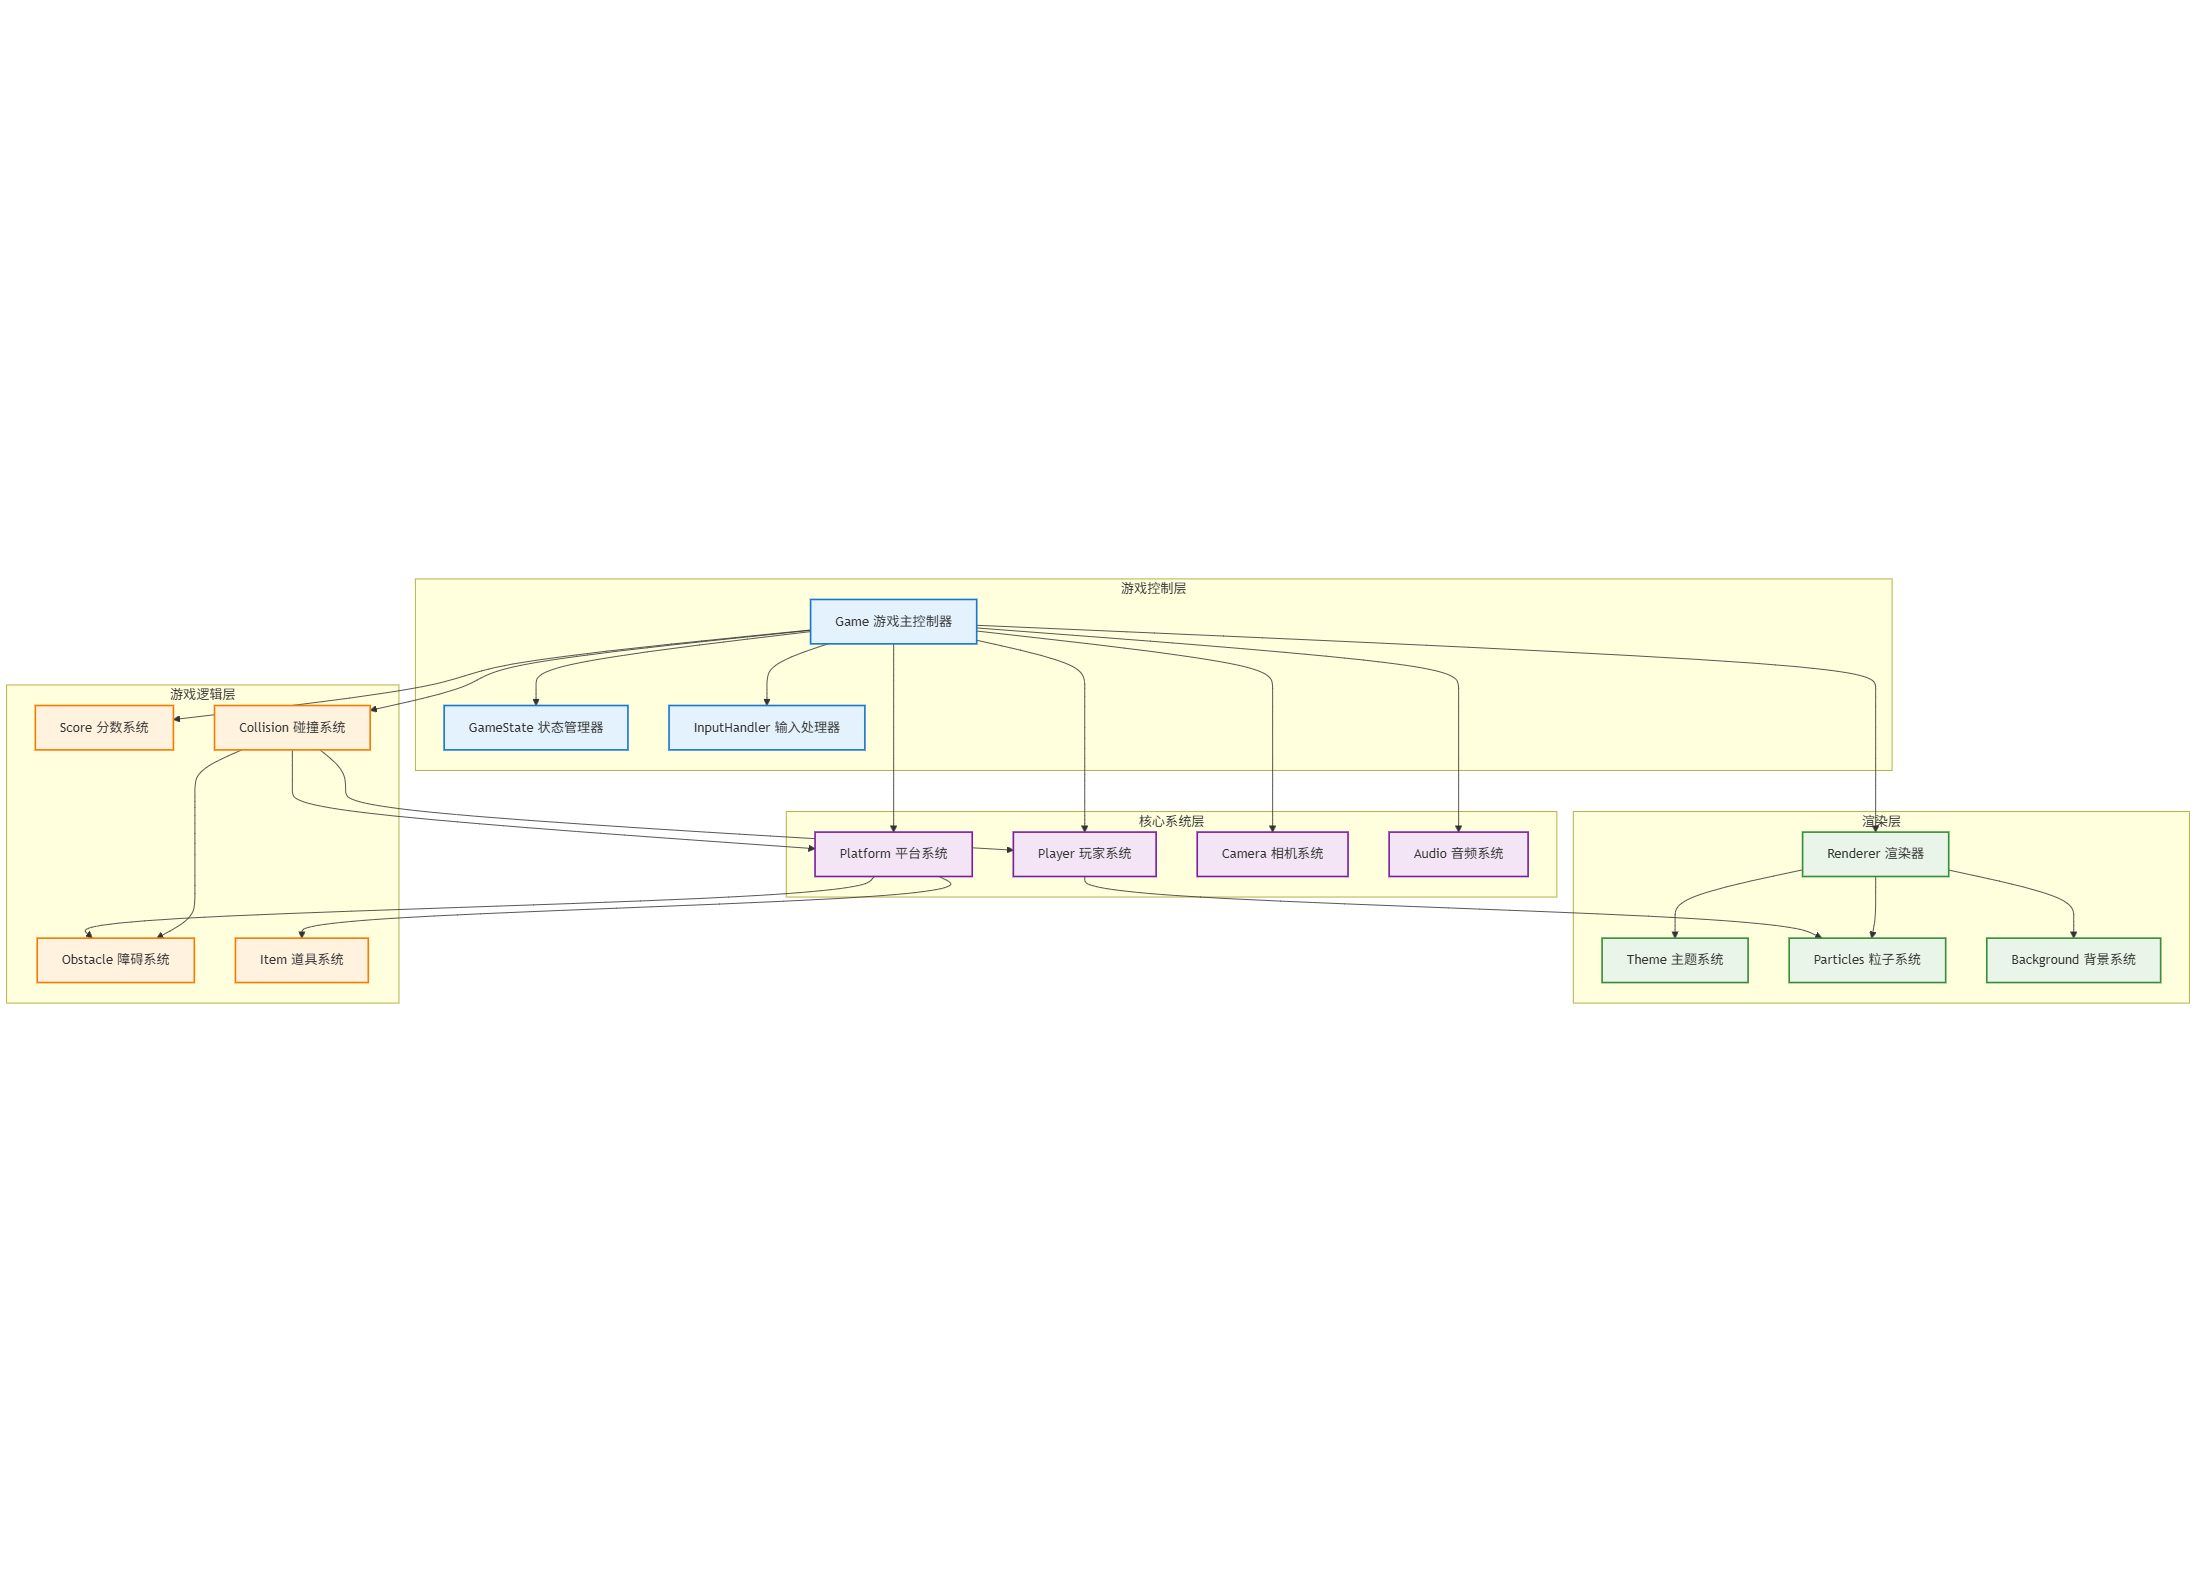 游戏控制层
Game 游戏主控制器
游戏逻辑层
Score 分数系统
Collision 碰撞系统
GameState 状态管理器
InputHandler 输入处理器
核心系统层
渲染层
Platform 平台系统
Player 玩家系统
Camera 相机系统
Audio 音频系统
Renderer 渲染器
Obstacle 障碍系统
Item 道具系统
Theme 主题系统
Particles 粒子系统
Background 背景系统